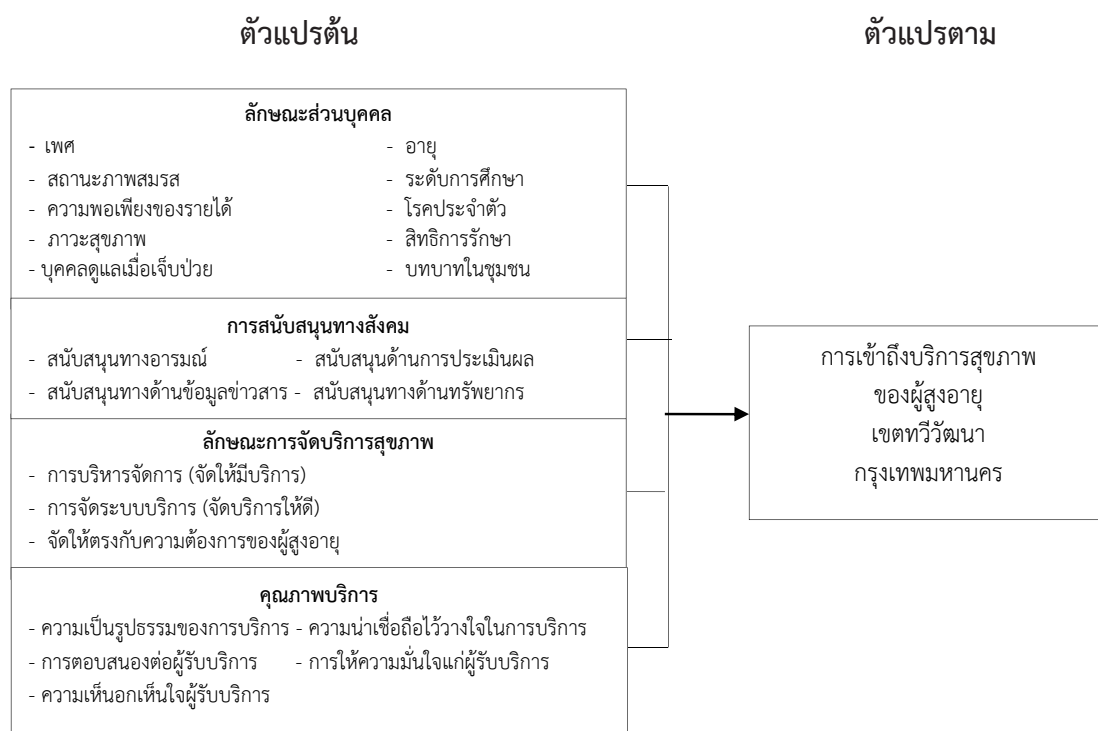 ตัวแปรต้น ตัวแปรตาม
ลักษณะส่วนบุคคล
- เพศ - อายุ
- สถานะภาพสมรส - ระดับการศึกษา
- ความพอเพียงของรายได้ - โรคประจำตัว
- ภาวะสุขภาพ - สิทธิการรักษา
- บุคคลดูแลเมื่อเจ็บป่วย - บทบาทในชุมชน
การสนับสนุนทางสังคม
- สนับสนุนทางอารมณ์ - สนับสนุนด้านการประเมินผล
- สนับสนุนทางด้านข้อมูลข่าวสาร - สนับสนุนทางด้านทรัพยากร
ลักษณะการจัดบริการสุขภาพ
- การบริหารจัดการ (จัดให้มีบริการ)
- การจัดระบบบริการ (จัดบริการให้ดี)
- จัดให้ตรงกับความต้องการของผู้สูงอายุ
คุณภาพบริการ
- ความเป็นรูปธรรมของการบริการ - ความน่าเชื่อถือไว้วางใจในการบริการ
- การตอบสนองต่อผู้รับบริการ - การให้ความมั่นใจแก่ผู้รับบริการ
- ความเห็นอกเห็นใจผู้รับบริการ
การเข้าถึงบริการสุขภาพ
ของผู้สูงอายุ
เขตทวีวัฒนา
กรุงเทพมหานคร